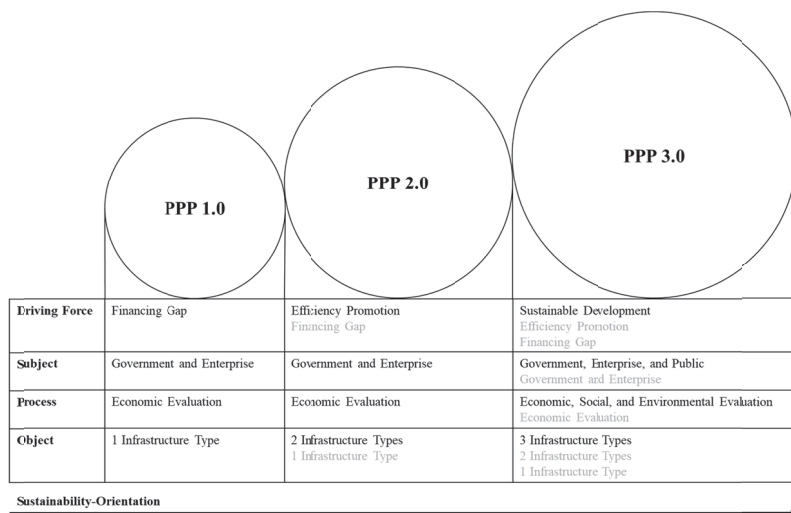 PPP 1.0
PPP 2.0
PPP 3.0
Driving Force
Financing Gap
Efficiency Promotion
Financing Gap
Sustainable Development
Efficiency Promotion
Financing Gap
Subject
Government and Enterprise
Government and Enterprise
Government, Enterprise, and Public
Government and Enterprise
Process
Economic Evaluation
Economic Evaluation
Economic, Social, and Environmental Evaluation
Economic Evaluation
Object
1 Infrastructure Type
2 Infrastructure Types
1 Infrastructure Type
3 Infrastructure Types
2 Infrastructure Types
1 Infrastructure Type
Sustainability-Orientation